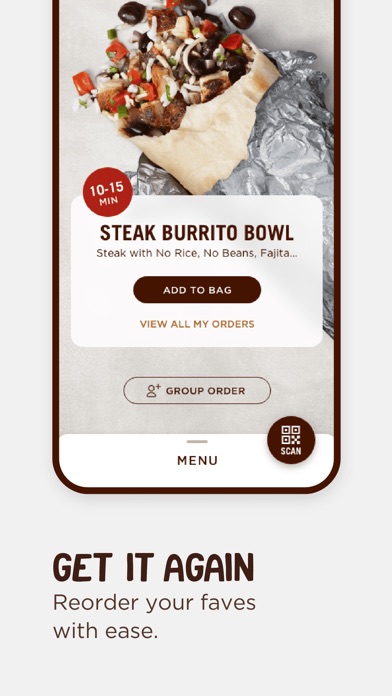 10-15
MIN
STEAK BURRITO BOWL
Steak with No Rice, No Beans, Fajita...
ADD TO BAG
VIEW ALL MY ORDERS
GROUP ORDER
SCAN
MENU
GET IT AGAIN
Reorder your faves
with ease.